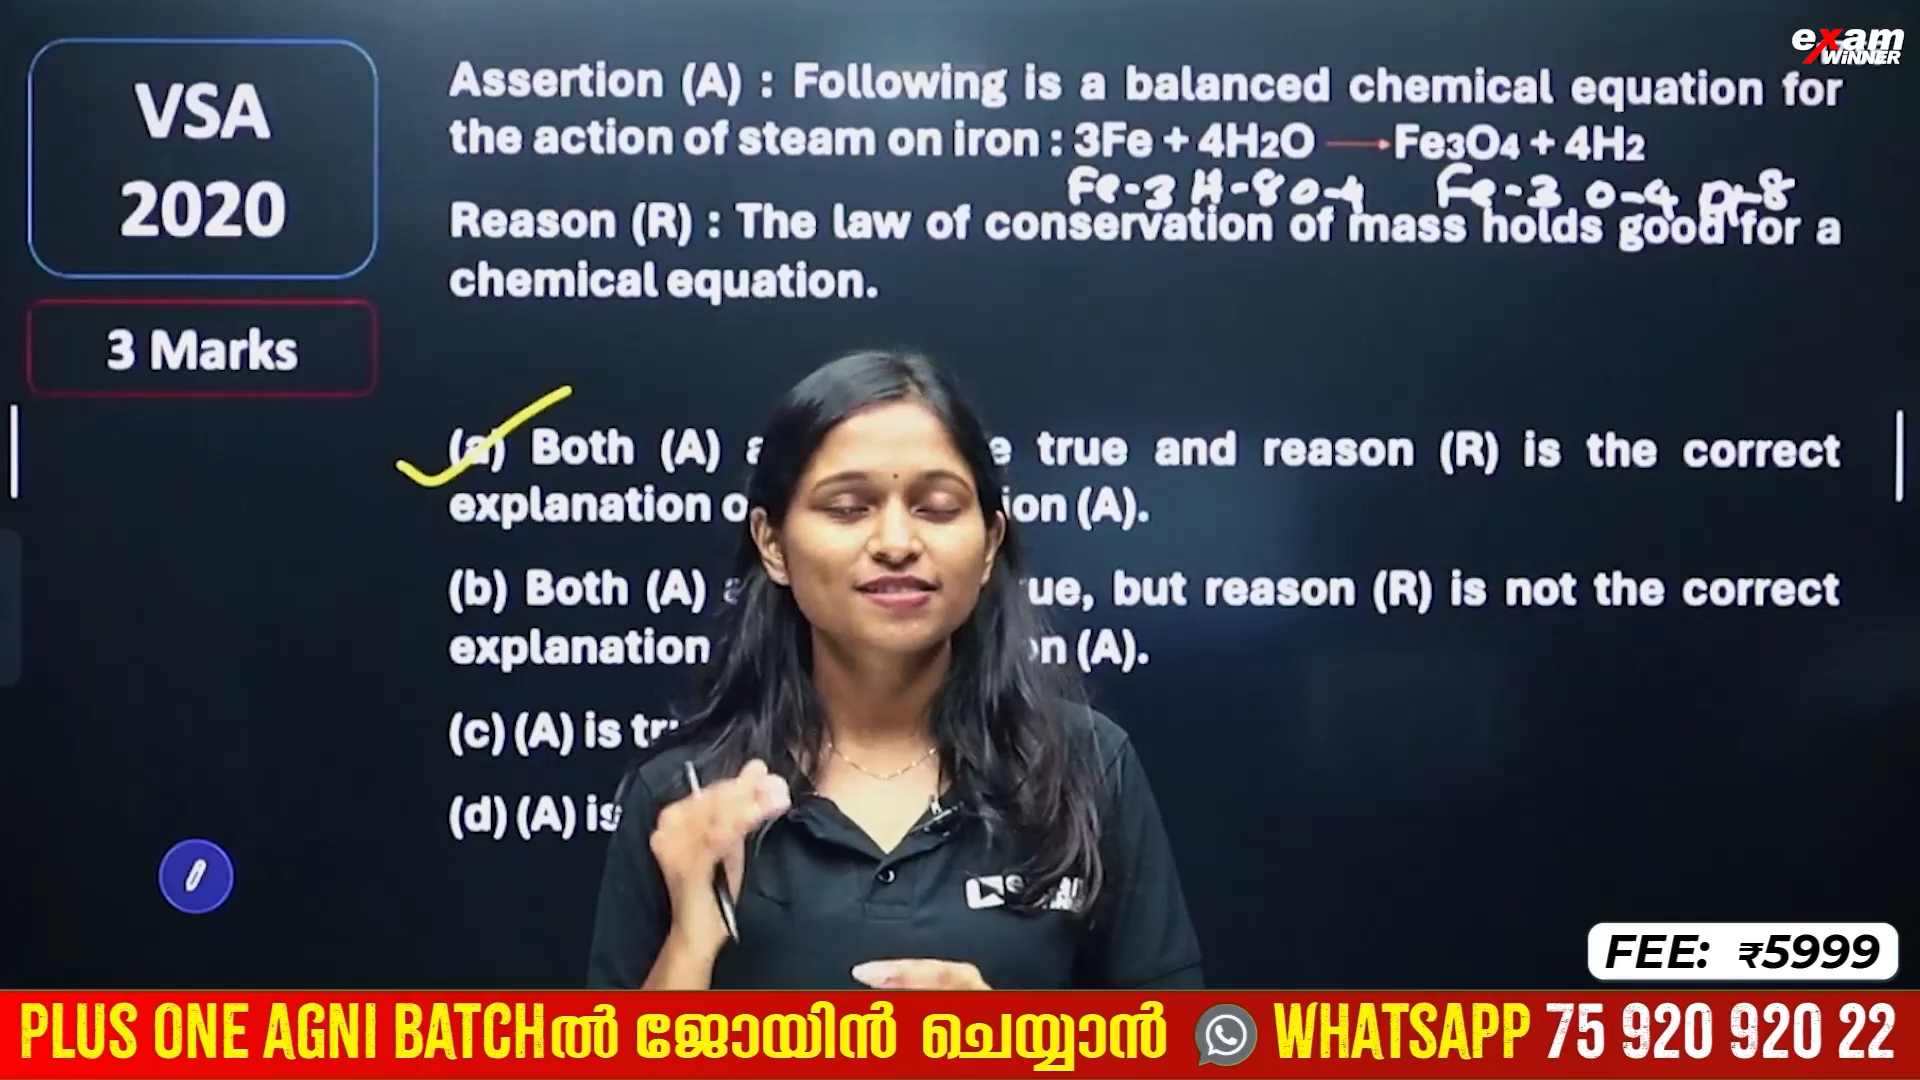 exam
WINNER
VSA
2020
3 Marks
Assertion (A) : Following is a balanced chemical equation for
the action of steam on iron : 3Fe + 4H2O → Fe3O4 + 4H2
Fe-3 H-8 O-4 Fe-3 O-4 H-8
Reason (R) : The law of conservation of mass holds good for a
chemical equation.
(a) Both (A) true and reason (R) is the correct
explanation (A).
(b) Both (A) but reason (R) is not the correct
explanation (A).
(c) (A) is
(d) (A) is
FEE: ₹5999
PLUS ONE AGNI BATCHൽ ജോയിൻ ചെയ്യാൻ WHATSAPP 75 920 920 22